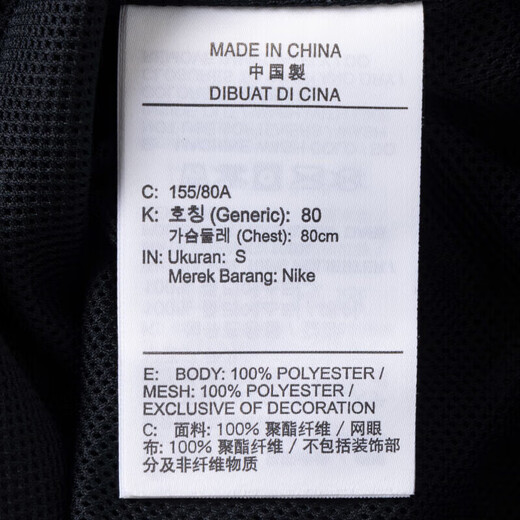 MADE IN CHINA
中国製
DIBUAT DI CINA
C: 155/80A
K: 호칭 (Generic): 80
가슴둘레 (Chest): 80cm
IN: Ukuran: S
Merek Barang: Nike
E: BODY: 100% POLYESTER /
MESH: 100% POLYESTER /
EXCLUSIVE OF DECORATION
C: 面料: 100% 聚酯纤维 / 网眼
布: 100% 聚酯纤维 / 不包括装饰部
分及非纤维物质